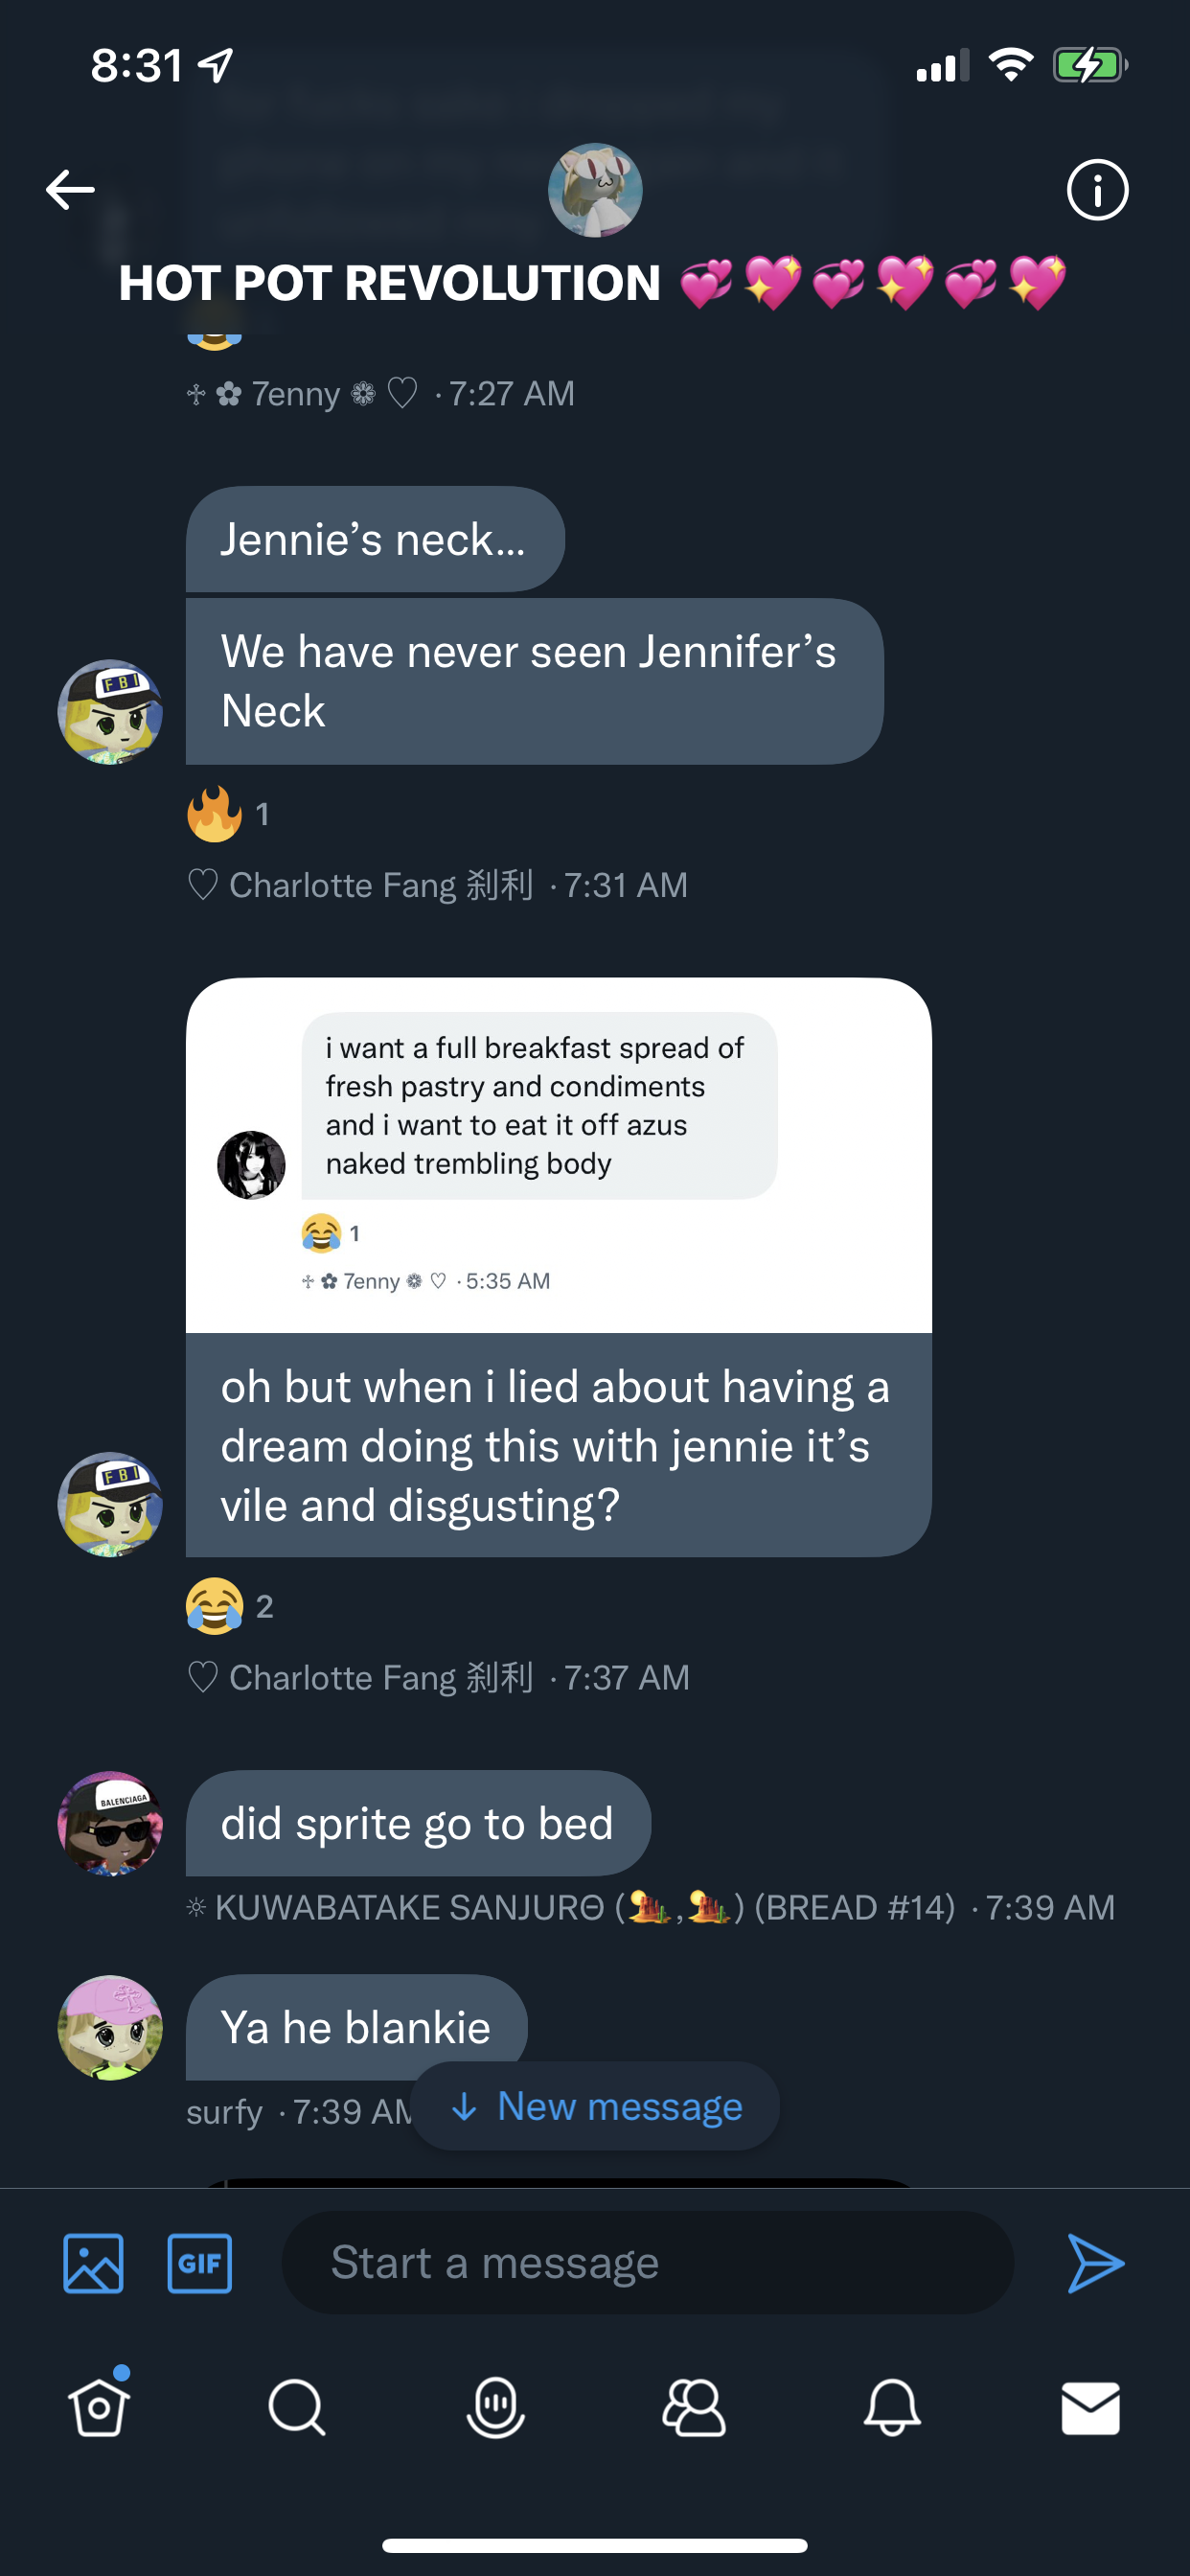 8:31
HOT POT REVOLUTION 💞💖💞💖💞💖
♱ ✿ 7enny ❁ ♡ · 7:27 AM
Jennie’s neck...
We have never seen Jennifer’s
Neck
FBI
🔥 1
♡ Charlotte Fang 刹利 · 7:31 AM
i want a full breakfast spread of
fresh pastry and condiments
and i want to eat it off azus
naked trembling body
😂 1
♱ ✿ 7enny ❁ ♡ · 5:35 AM
oh but when i lied about having a
dream doing this with jennie it’s
vile and disgusting?
FBI
😂 2
♡ Charlotte Fang 刹利 · 7:37 AM
BALENCIAGA
did sprite go to bed
☼ KUWABATAKE SANJURΘ (🏜️,🏜️) (BREAD #14) · 7:39 AM
Ya he blankie
surfy · 7:39 AM
↓ New message
GIF
Start a message